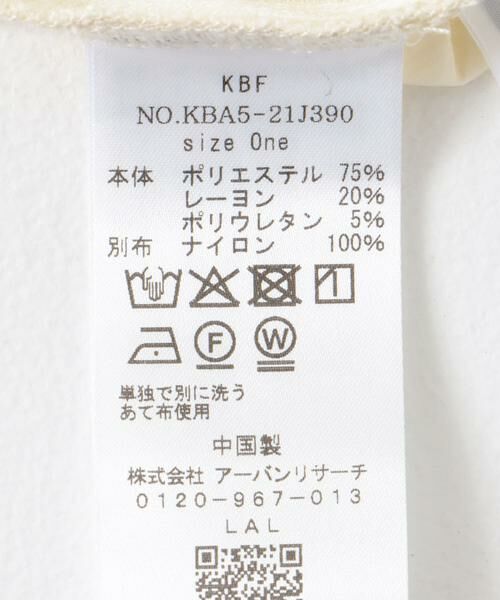 KBF
NO.KBA5-21J390
size One
本体 ポリエステル 75%
レーヨン 20%
ポリウレタン 5%
別布 ナイロン 100%
F W
単独で別に洗う
あて布使用
中国製
株式会社 アーバンリサーチ
0120-967-013
LAL